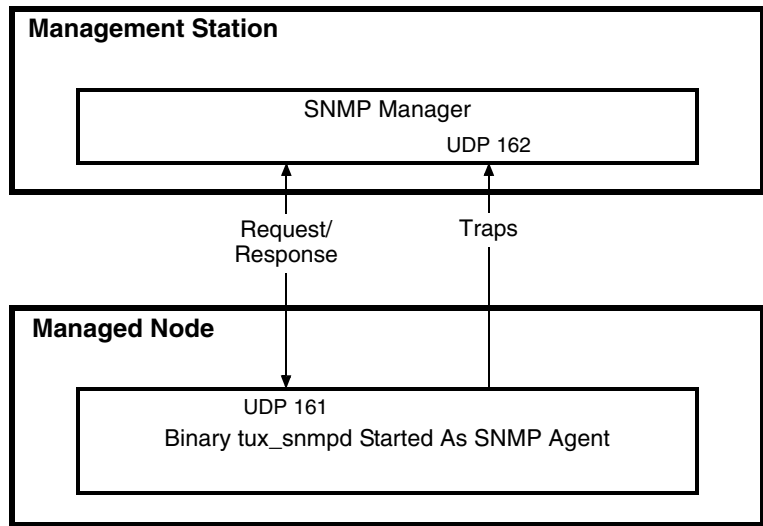 Management Station
SNMP Manager
UDP 162
Request/
Response
Traps
Managed Node
UDP 161
Binary tux_snmpd Started As SNMP Agent